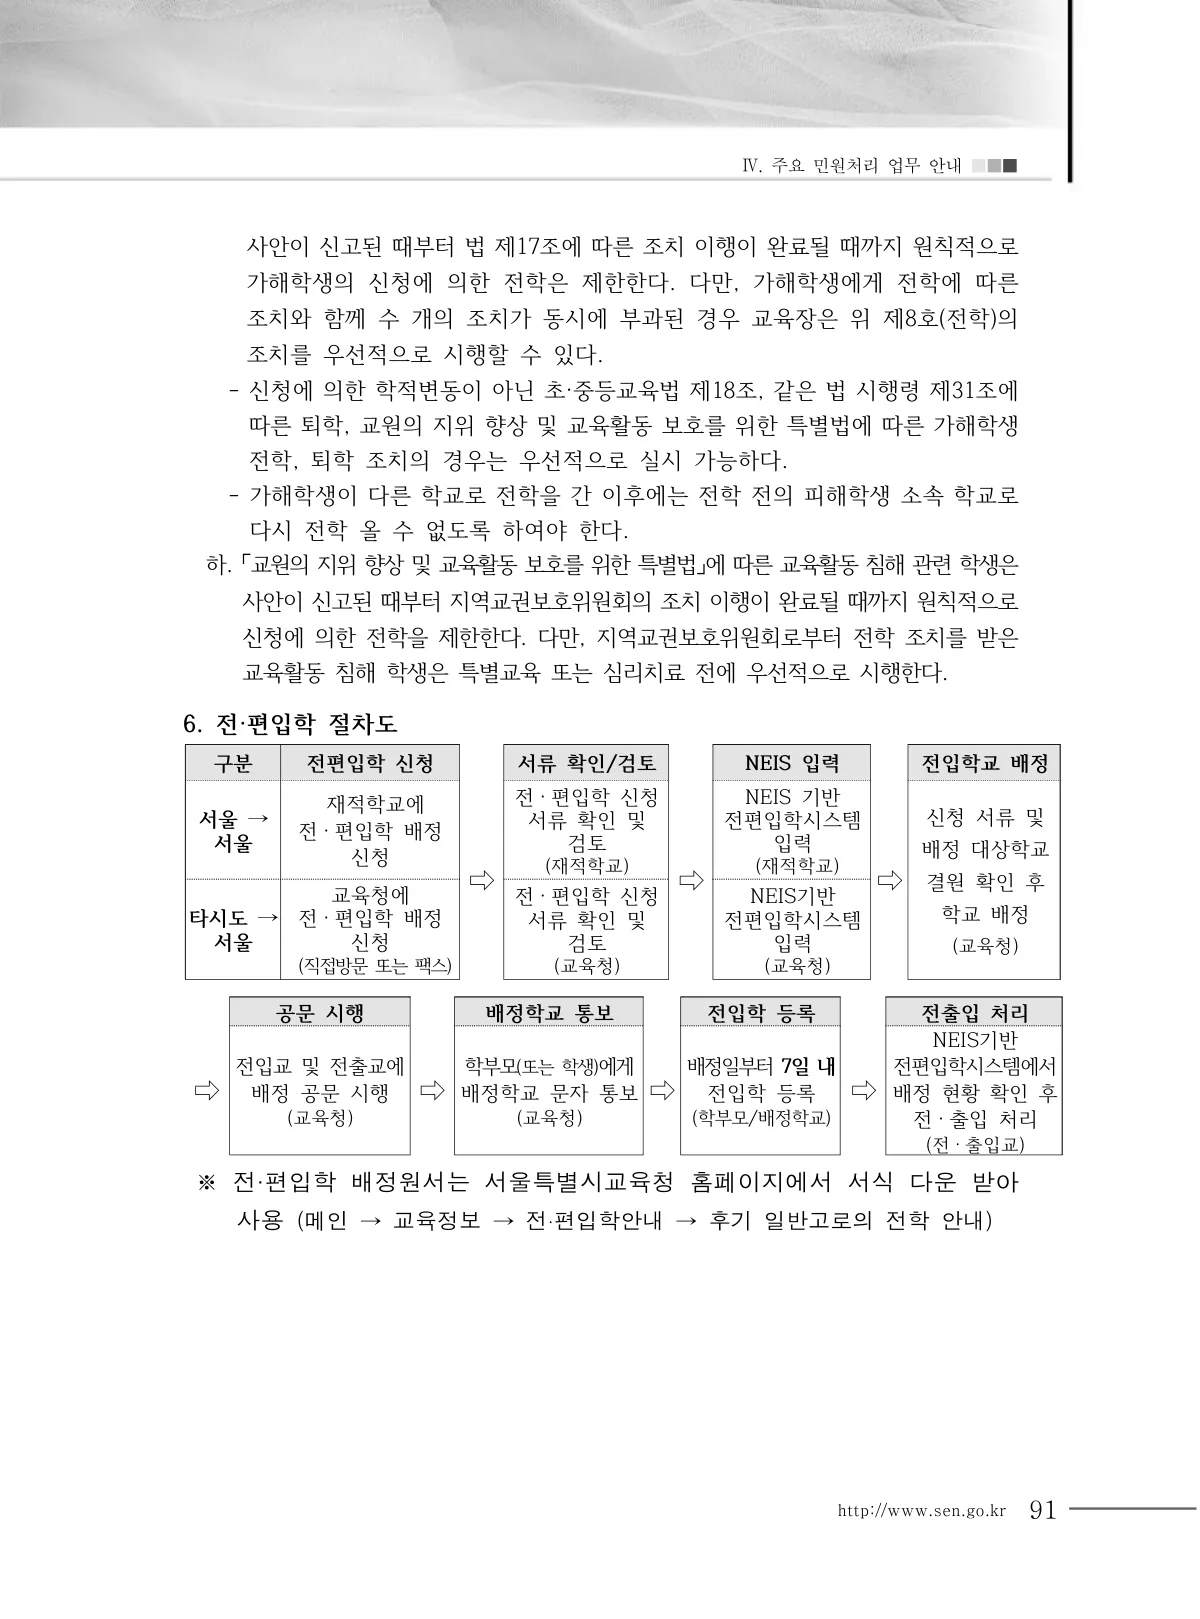 Ⅳ. 주요 민원처리 업무 안내
사안이 신고된 때부터 법 제17조에 따른 조치 이행이 완료될 때까지 원칙적으로
가해학생의 신청에 의한 전학은 제한한다. 다만, 가해학생에게 전학에 따른
조치와 함께 수 개의 조치가 동시에 부과된 경우 교육장은 위 제8호(전학)의
조치를 우선적으로 시행할 수 있다.
- 신청에 의한 학적변동이 아닌 초·중등교육법 제18조, 같은 법 시행령 제31조에
따른 퇴학, 교원의 지위 향상 및 교육활동 보호를 위한 특별법에 따른 가해학생
전학, 퇴학 조치의 경우는 우선적으로 실시 가능하다.
- 가해학생이 다른 학교로 전학을 간 이후에는 전학 전의 피해학생 소속 학교로
다시 전학 올 수 없도록 하여야 한다.
하. 「교원의 지위 향상 및 교육활동 보호를 위한 특별법」에 따른 교육활동 침해 관련 학생은
사안이 신고된 때부터 지역교권보호위원회의 조치 이행이 완료될 때까지 원칙적으로
신청에 의한 전학을 제한한다. 다만, 지역교권보호위원회로부터 전학 조치를 받은
교육활동 침해 학생은 특별교육 또는 심리치료 전에 우선적으로 시행한다.
6. 전·편입학 절차도
구분
전편입학 신청
서울 →
서울
재적학교에
전·편입학 배정
신청
타시도 →
서울
교육청에
전·편입학 배정
신청
(직접방문 또는 팩스)
⇨
서류 확인/검토
전·편입학 신청
서류 확인 및
검토
(재적학교)
전·편입학 신청
서류 확인 및
검토
(교육청)
⇨
NEIS 입력
NEIS 기반
전편입학시스템
입력
(재적학교)
NEIS기반
전편입학시스템
입력
(교육청)
⇨
전입학교 배정
신청 서류 및
배정 대상학교
결원 확인 후
학교 배정
(교육청)
⇨
공문 시행
전입교 및 전출교에
배정 공문 시행
(교육청)
⇨
배정학교 통보
학부모(또는 학생)에게
배정학교 문자 통보
(교육청)
⇨
전입학 등록
배정일부터 7일 내
전입학 등록
(학부모/배정학교)
⇨
전출입 처리
NEIS기반
전편입학시스템에서
배정 현황 확인 후
전·출입 처리
(전·출입교)
※ 전·편입학 배정원서는 서울특별시교육청 홈페이지에서 서식 다운 받아
사용 (메인 → 교육정보 → 전·편입학안내 → 후기 일반고로의 전학 안내)
http://www.sen.go.kr 91